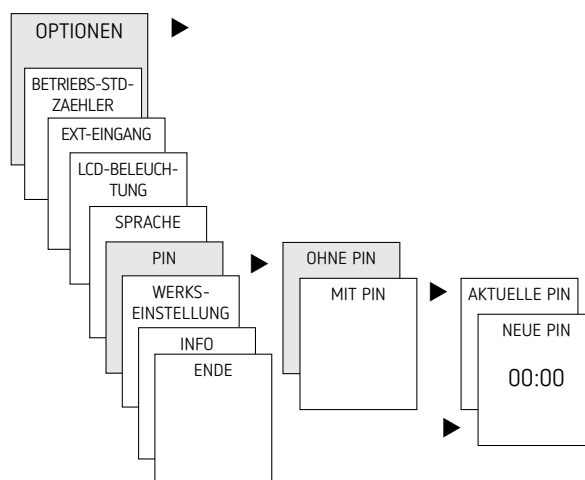 OPTIONEN
BETRIEBS-STD-
ZAEHLER
EXT-EINGANG
LCD-BELEUCH-
TUNG
SPRACHE
PIN
WERKS-
EINSTELLUNG
INFO
ENDE
OHNE PIN
MIT PIN
AKTUELLE PIN
NEUE PIN
00:00